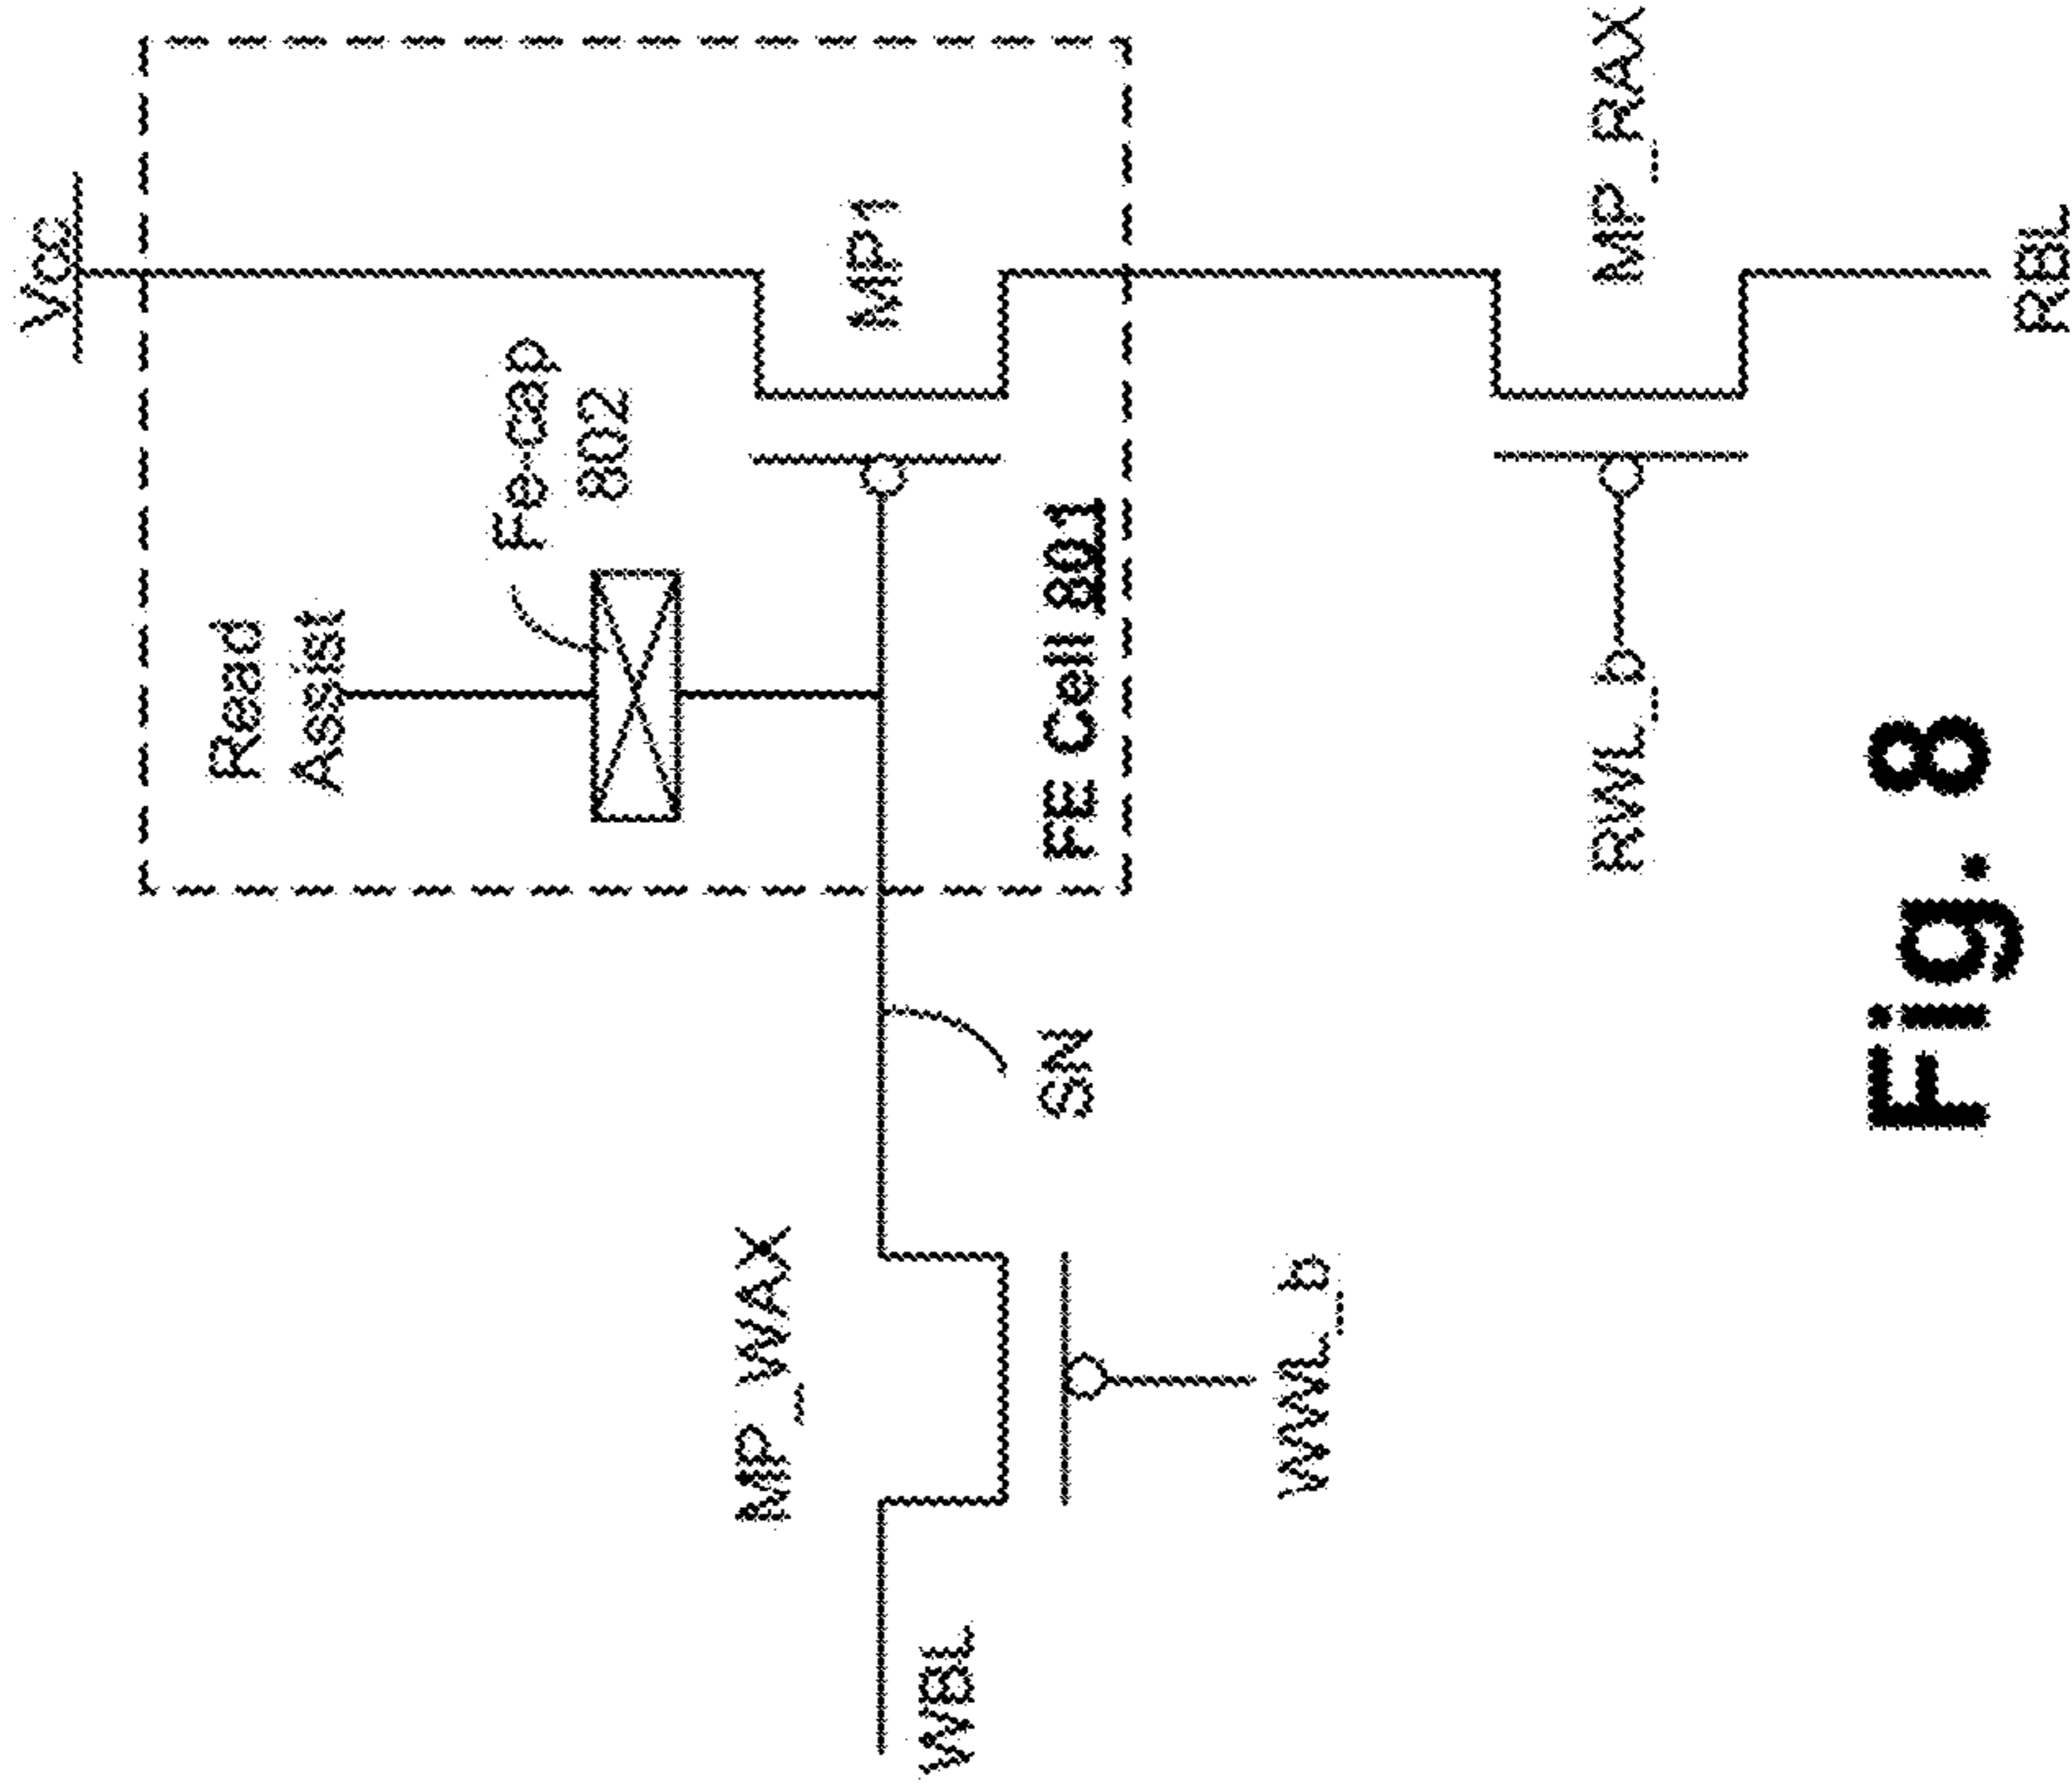 Vcc
Read
Assist
Fe-cap
802
MP1
FE Cell 801
SN
MP_WAX
WBL
WWL_b
RWL_b
MP_RAX
RBL
Fig. 8